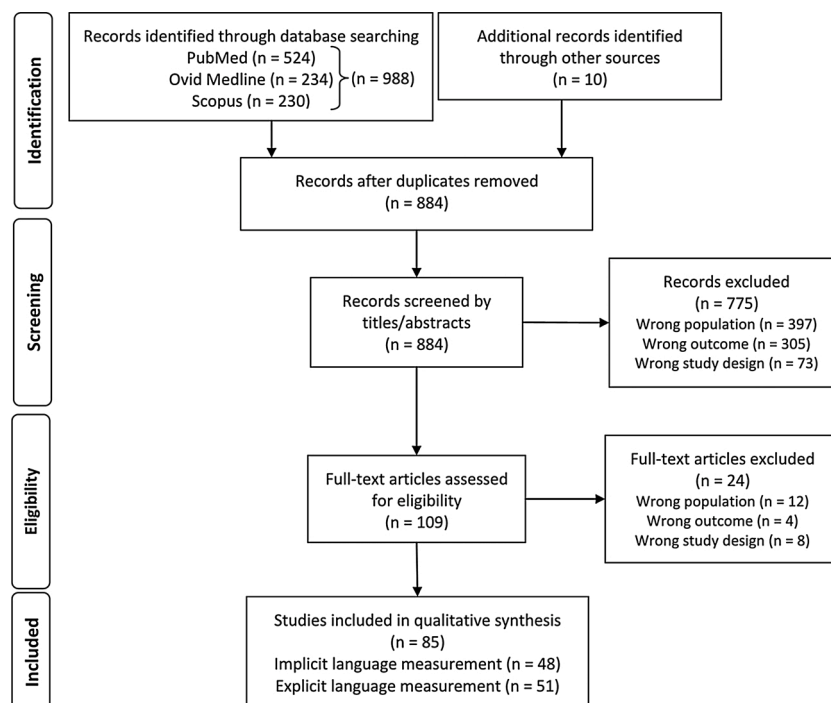 Identification
Records identified through database searching
PubMed (n = 524)
Ovid Medline (n = 234)
Scopus (n = 230)
(n = 988)
Additional records identified
through other sources
(n = 10)
Records after duplicates removed
(n = 884)
Screening
Records screened by
titles/abstracts
(n = 884)
Records excluded
(n = 775)
Wrong population (n = 397)
Wrong outcome (n = 305)
Wrong study design (n = 73)
Eligibility
Full-text articles assessed
for eligibility
(n = 109)
Full-text articles excluded
(n = 24)
Wrong population (n = 12)
Wrong outcome (n = 4)
Wrong study design (n = 8)
Included
Studies included in qualitative synthesis
(n = 85)
Implicit language measurement (n = 48)
Explicit language measurement (n = 51)